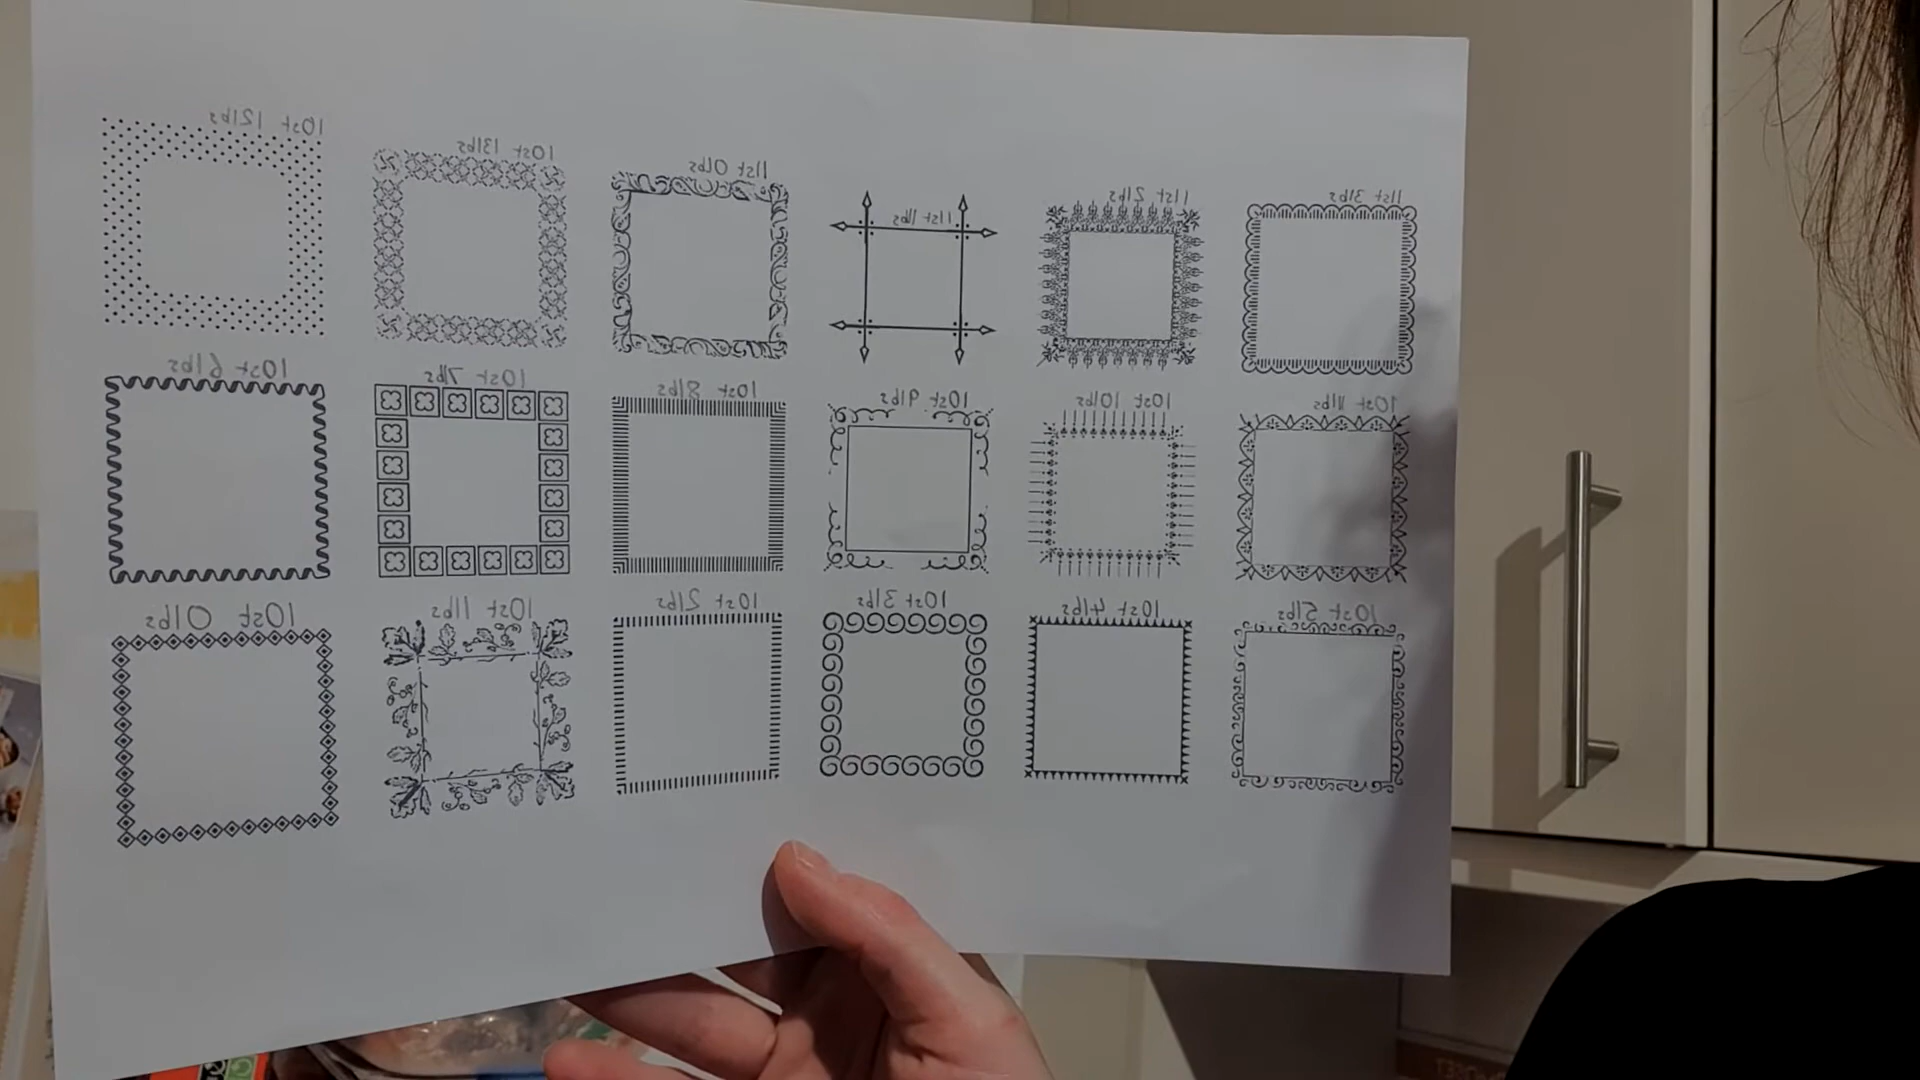 11st 3lbs 11st 2lbs 11st 1lbs 11st 0lbs 10st 13lbs 10st 12lbs
10st 11lbs 10st 10lbs 10st 9lbs 10st 8lbs 10st 7lbs 10st 6lbs
10st 5lbs 10st 4lbs 10st 3lbs 10st 2lbs 10st 1lbs 10st 0lbs